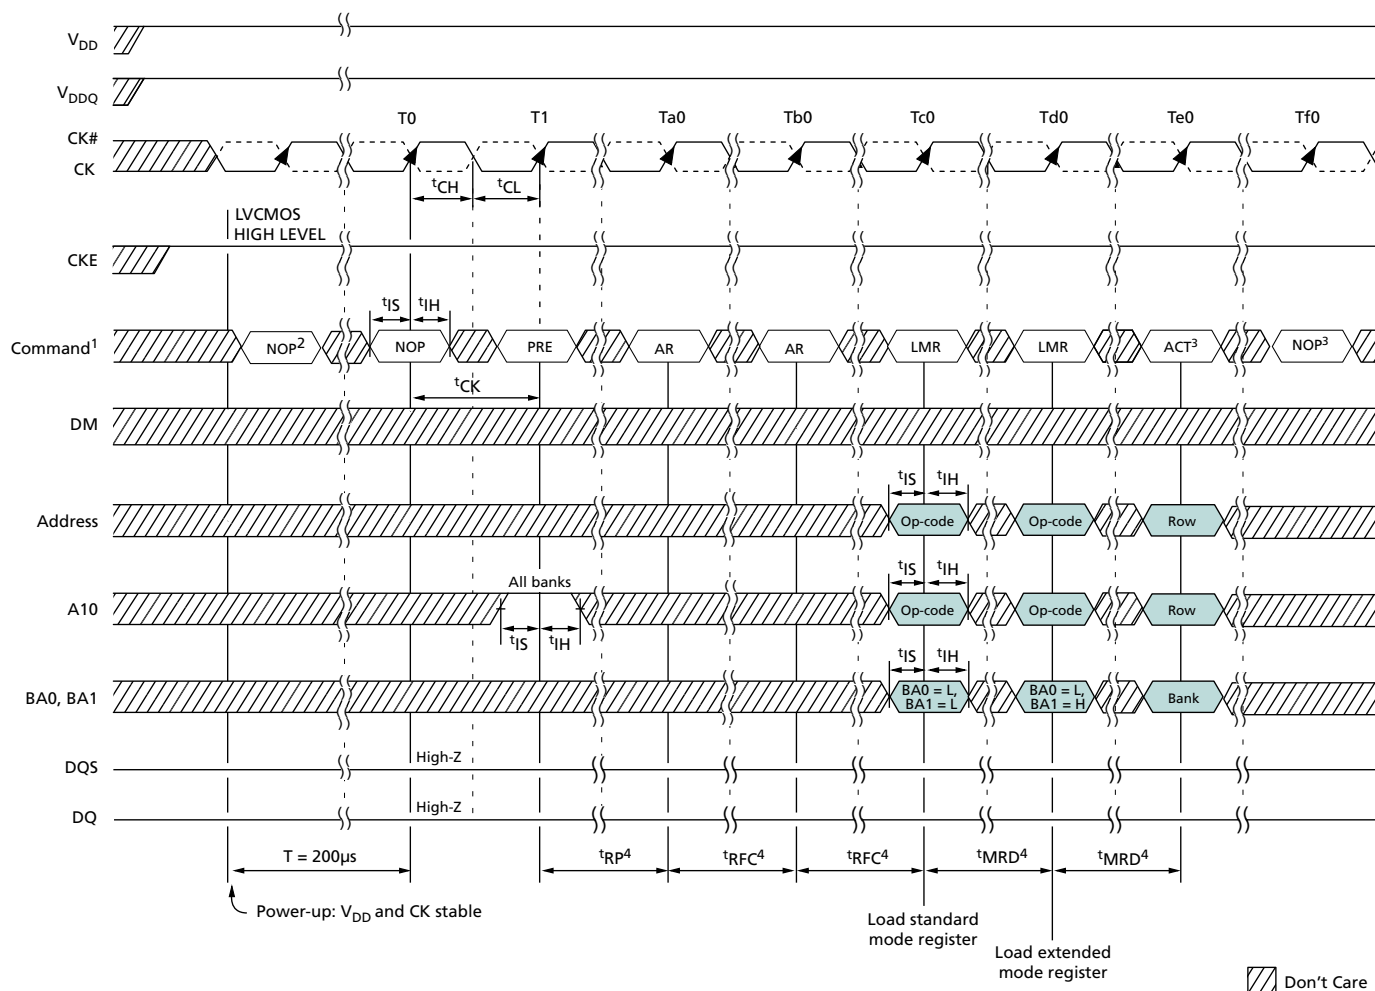 VDD
VDDQ
T0 T1 Ta0 Tb0 Tc0 Td0 Te0 Tf0
CK#
CK
tCH tCL
LVCMOS
HIGH LEVEL
CKE
tIS tIH
Command1 NOP2 NOP PRE AR AR LMR LMR ACT3 NOP3
tCK
DM
tIS tIH
Address Op-code Op-code Row
tIS tIH
All banks
A10 Op-code Op-code Row
tIS tIH
tIS tIH
BA0, BA1 BA0 = L, BA1 = L BA0 = L, BA1 = H Bank
High-Z
DQS
High-Z
DQ
T = 200µs tRP4 tRFC4 tRFC4 tMRD4 tMRD4
Power-up: VDD and CK stable
Load standard
mode register
Load extended
mode register
Don't Care